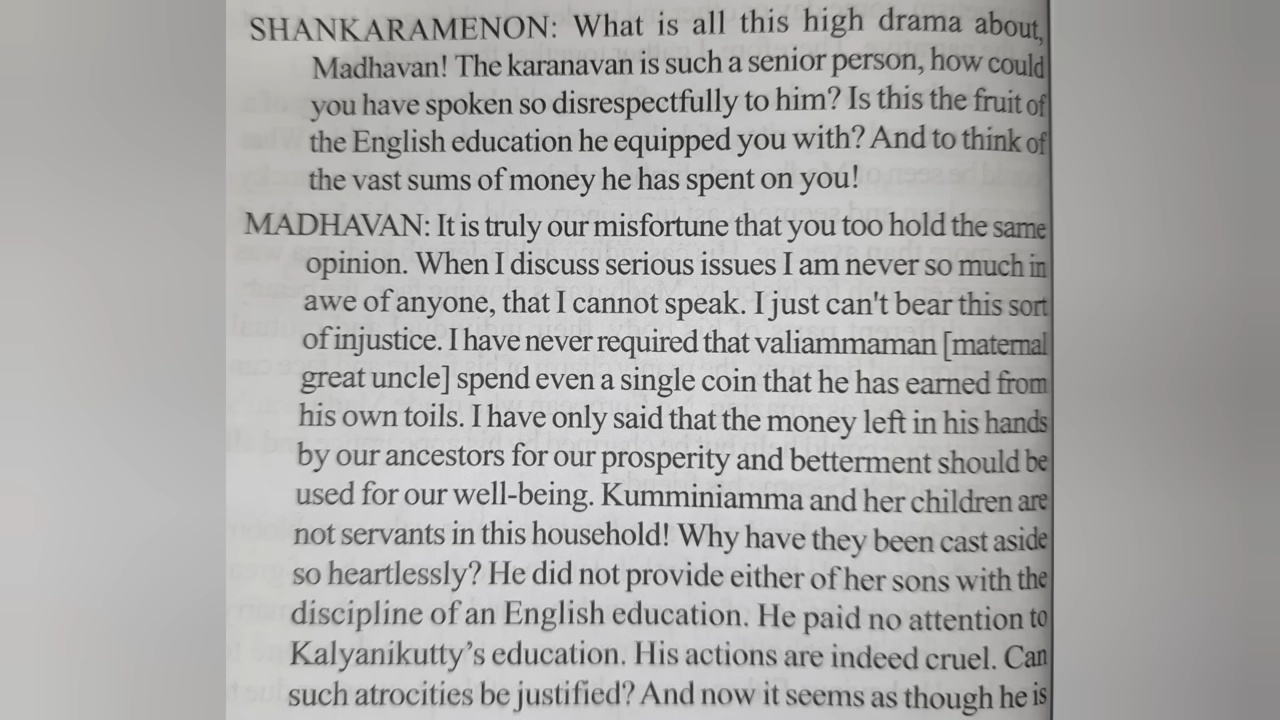 SHANKARAMENON: What is all this high drama about,
Madhavan! The karanavan is such a senior person, how could
you have spoken so disrespectfully to him? Is this the fruit of
the English education he equipped you with? And to think of
the vast sums of money he has spent on you!
MADHAVAN: It is truly our misfortune that you too hold the same
opinion. When I discuss serious issues I am never so much in
awe of anyone, that I cannot speak. I just can't bear this sort
of injustice. I have never required that valiammaman [maternal
great uncle] spend even a single coin that he has earned from
his own toils. I have only said that the money left in his hands
by our ancestors for our prosperity and betterment should be
used for our well-being. Kumminiamma and her children are
not servants in this household! Why have they been cast aside
so heartlessly? He did not provide either of her sons with the
discipline of an English education. He paid no attention to
Kalyanikutty's education. His actions are indeed cruel. Can
such atrocities be justified? And now it seems as though he is